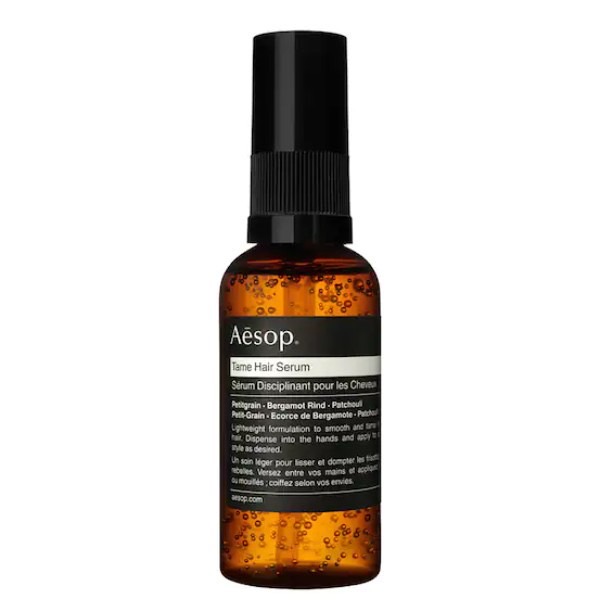 Aēsop.
Tame Hair Serum
Sérum Disciplinant pour les Cheveux
Petitgrain - Bergamot Rind - Patchouli
Petit-Grain - Ecorce de Bergamote - Patchouli
Lightweight formulation to smooth and tame
hair. Dispense into the hands and apply to
style as desired.
Un soin léger pour lisser et dompter les
rebelles. Versez entre vos mains et appliquez
ou mouillés ; coiffez selon vos envies.
aesop.com